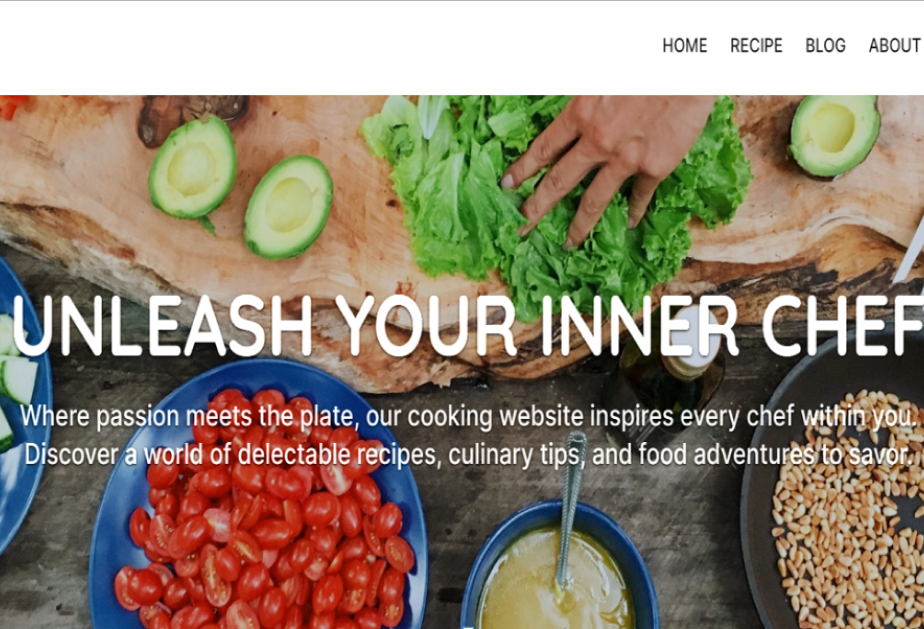 HOME RECIPE BLOG ABOUT
UNLEASH YOUR INNER CHEF
Where passion meets the plate, our cooking website inspires every chef within you.
Discover a world of delectable recipes, culinary tips, and food adventures to savor.